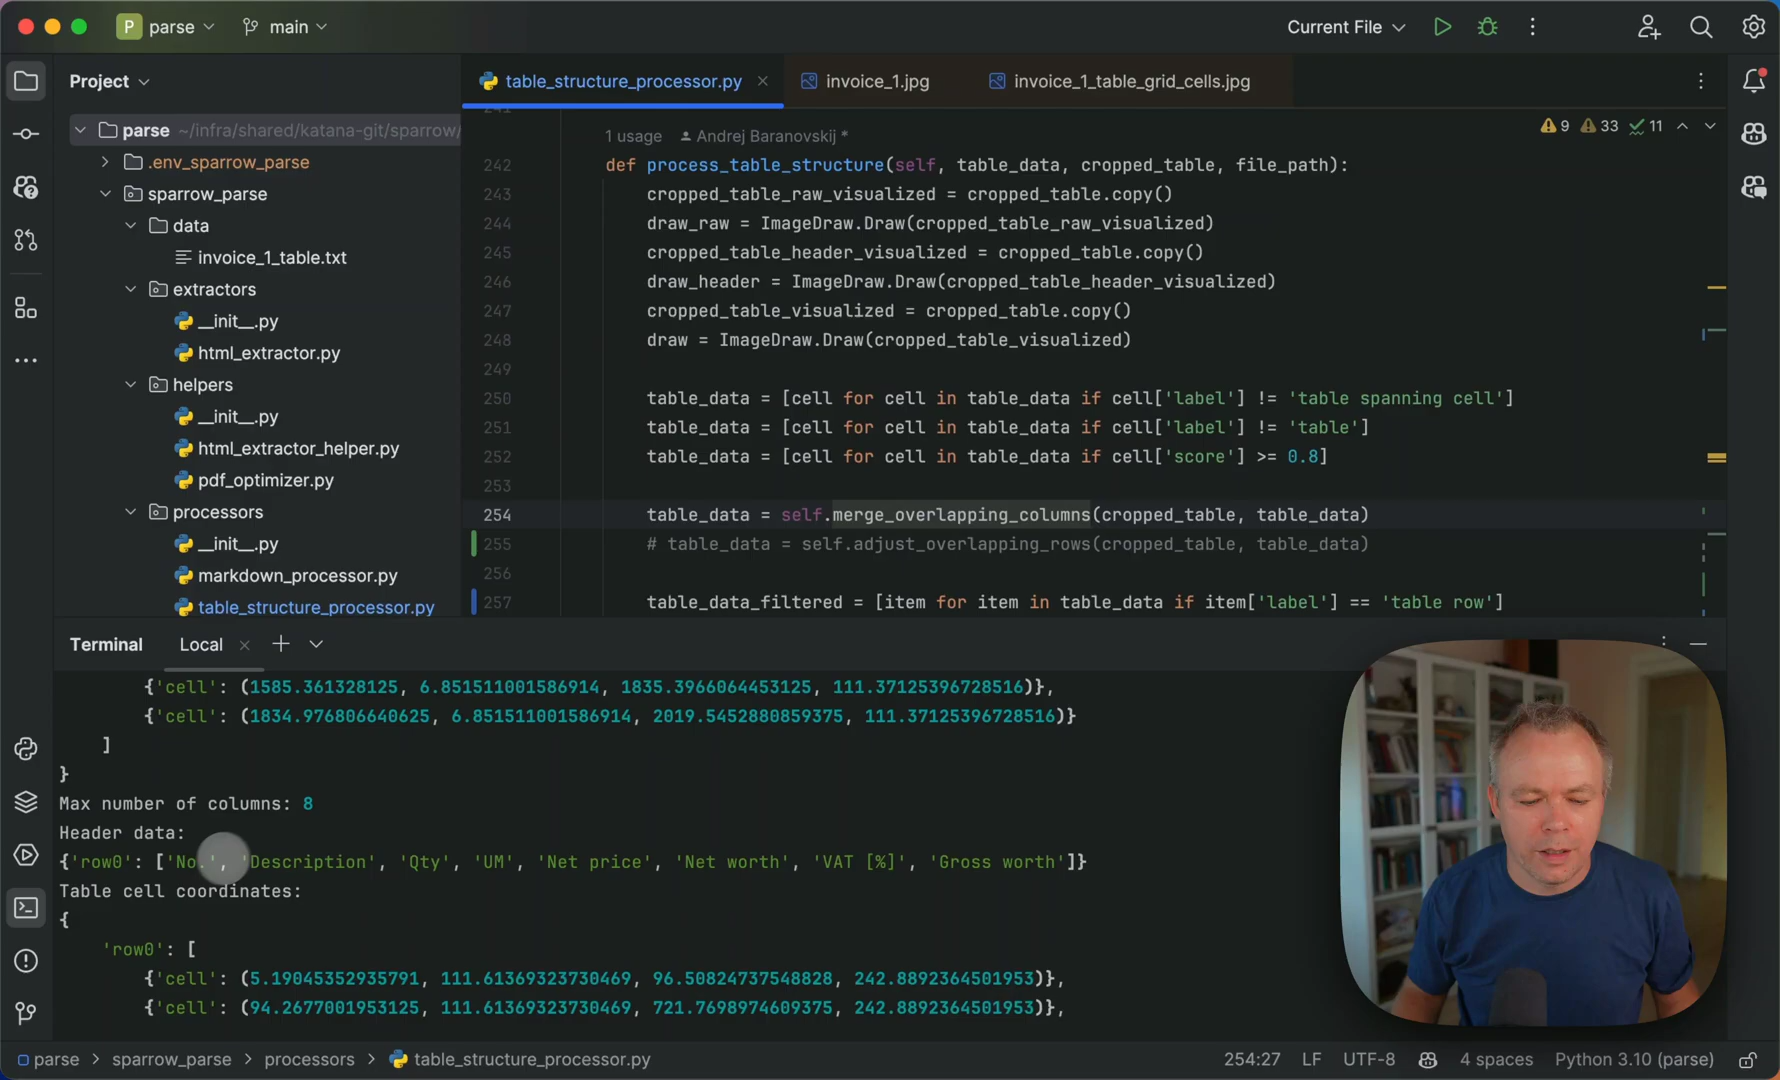 P parse
main
Current File
Project
table_structure_processor.py
invoice_1.jpg
invoice_1_table_grid_cells.jpg
parse ~/infra/shared/katana-git/sparrow/
.env_sparrow_parse
sparrow_parse
data
invoice_1_table.txt
extractors
__init__.py
html_extractor.py
helpers
__init__.py
html_extractor_helper.py
pdf_optimizer.py
processors
__init__.py
markdown_processor.py
table_structure_processor.py
241
1 usage Andrej Baranovskij *
9 33 11
242 def process_table_structure(self, table_data, cropped_table, file_path):
243 cropped_table_raw_visualized = cropped_table.copy()
244 draw_raw = ImageDraw.Draw(cropped_table_raw_visualized)
245 cropped_table_header_visualized = cropped_table.copy()
246 draw_header = ImageDraw.Draw(cropped_table_header_visualized)
247 cropped_table_visualized = cropped_table.copy()
248 draw = ImageDraw.Draw(cropped_table_visualized)
249
250 table_data = [cell for cell in table_data if cell['label'] != 'table spanning cell']
251 table_data = [cell for cell in table_data if cell['label'] != 'table']
252 table_data = [cell for cell in table_data if cell['score'] >= 0.8]
253
254 table_data = self.merge_overlapping_columns(cropped_table, table_data)
255 # table_data = self.adjust_overlapping_rows(cropped_table, table_data)
256
257 table_data_filtered = [item for item in table_data if item['label'] == 'table row']
Terminal
Local
{'cell': (1585.361328125, 6.851511001586914, 1835.3966064453125, 111.37125396728516)},
{'cell': (1834.976806640625, 6.851511001586914, 2019.5452880859375, 111.37125396728516)}
]
}
Max number of columns: 8
Header data:
{'row0': ['No.', 'Description', 'Qty', 'UM', 'Net price', 'Net worth', 'VAT [%]', 'Gross worth']}
Table cell coordinates:
{
'row0': [
{'cell': (5.19045352935791, 111.61369323730469, 96.50824737548828, 242.8892364501953)},
{'cell': (94.2677001953125, 111.61369323730469, 721.7698974609375, 242.8892364501953)},
parse > sparrow_parse > processors > table_structure_processor.py
254:27 LF UTF-8 4 spaces Python 3.10 (parse)